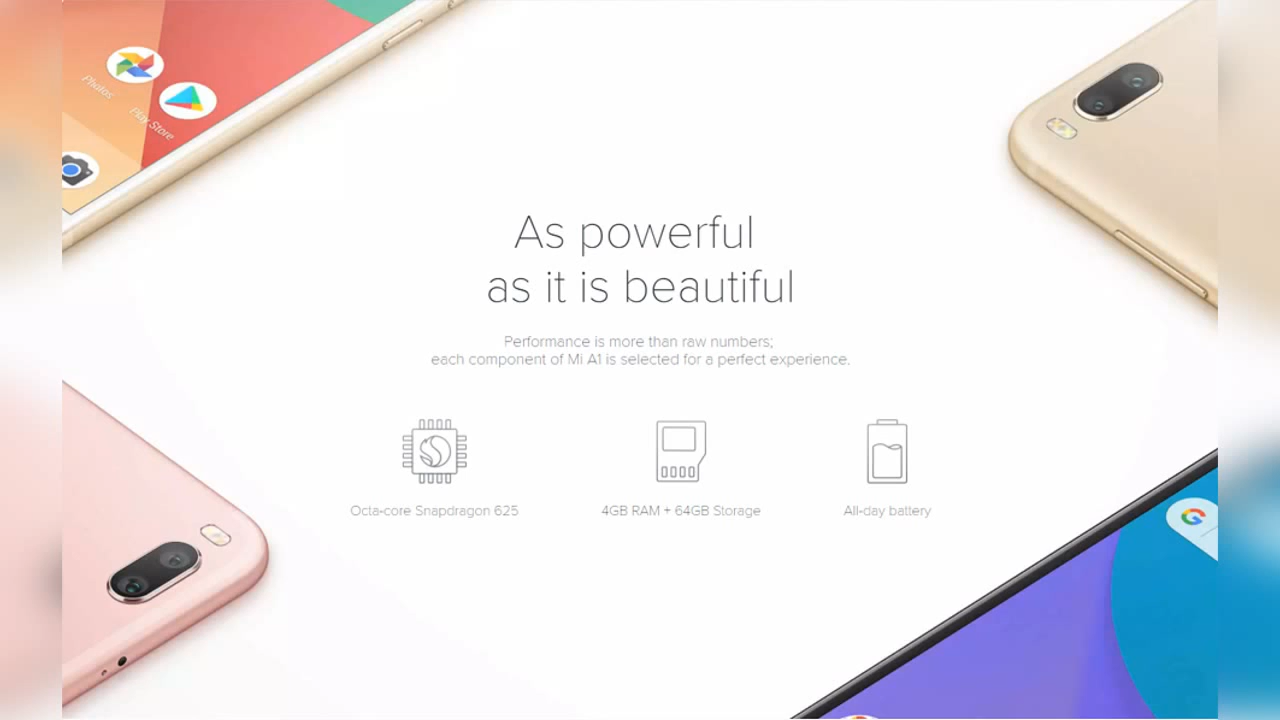 Photos
Play Store
As powerful
as it is beautiful
Performance is more than raw numbers;
each component of Mi A1 is selected for a perfect experience.
Octa-core Snapdragon 625
4GB RAM + 64GB Storage
All-day battery
G